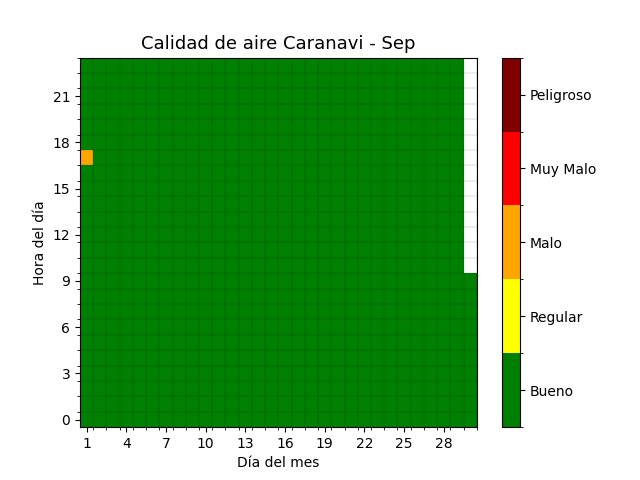 Calidad de aire Caranavi - Sep
Hora del día
21
18
15
12
9
6
3
0
1 4 7 10 13 16 19 22 25 28
Día del mes
Peligroso
Muy Malo
Malo
Regular
Bueno